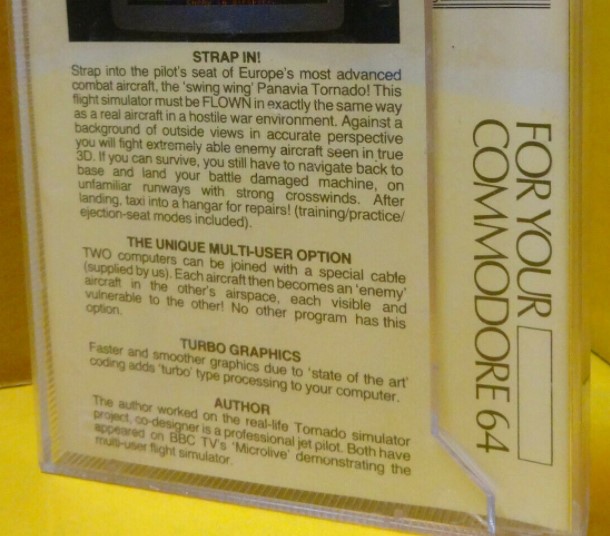 STRAP IN!
Strap into the pilot's seat of Europe's most advanced
combat aircraft, the 'swing wing' Panavia Tornado! This
flight simulator must be FLOWN in exactly the same way
as a real aircraft in a hostile war environment. Against a
background of outside views in accurate perspective
you will fight extremely able enemy aircraft seen in true
3D. If you can survive, you still have to navigate back to
base and land your battle damaged machine, on
unfamiliar runways with strong crosswinds. After
landing, taxi into a hangar for repairs! (training/practice/
ejection-seat modes included).
THE UNIQUE MULTI-USER OPTION
TWO computers can be joined with a special cable
(supplied by us). Each aircraft then becomes an 'enemy'
aircraft in the other's airspace, each visible and
vulnerable to the other! No other program has this
option.
TURBO GRAPHICS
Faster and smoother graphics due to 'state of the art'
coding adds 'turbo' type processing to your computer.
AUTHOR
The author worked on the real-life Tornado simulator
project, co-designer is a professional jet pilot. Both have
appeared on BBC TV's 'Microlive' demonstrating the
multi-user flight simulator.
FOR YOUR
COMMODORE 64